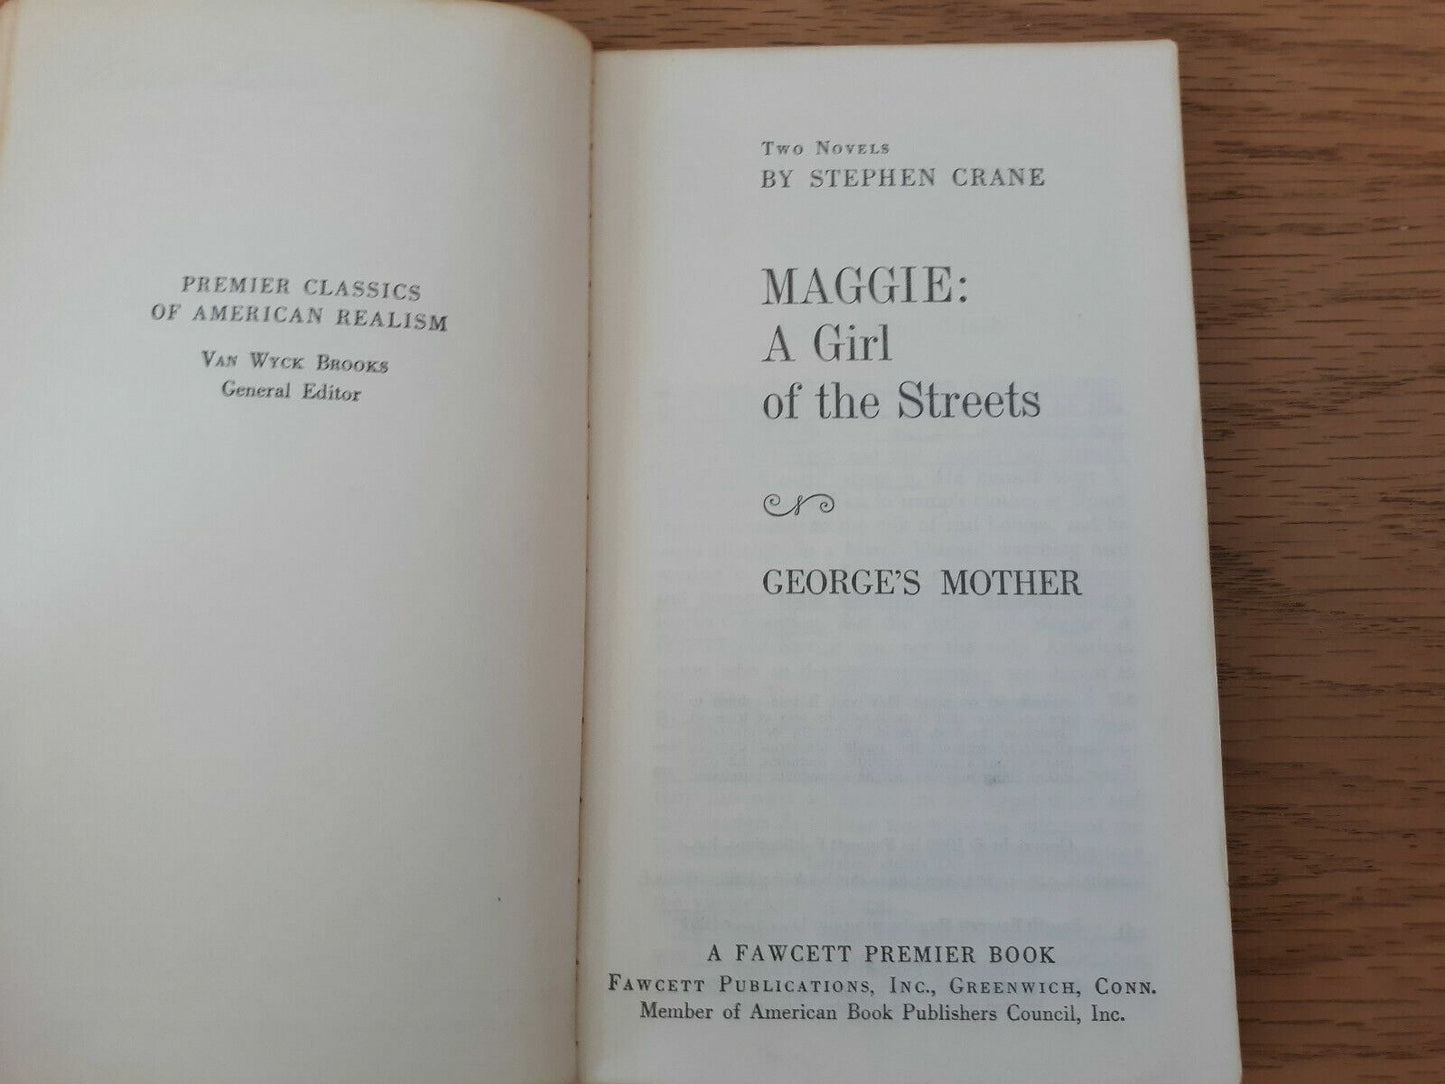 PREMIER CLASSICS
OF AMERICAN REALISM
VAN WYCK BROOKS
General Editor
TWO NOVELS
BY STEPHEN CRANE
MAGGIE:
A Girl
of the Streets
GEORGE'S MOTHER
A FAWCETT PREMIER BOOK
FAWCETT PUBLICATIONS, INC., GREENWICH, CONN.
Member of American Book Publishers Council, Inc.